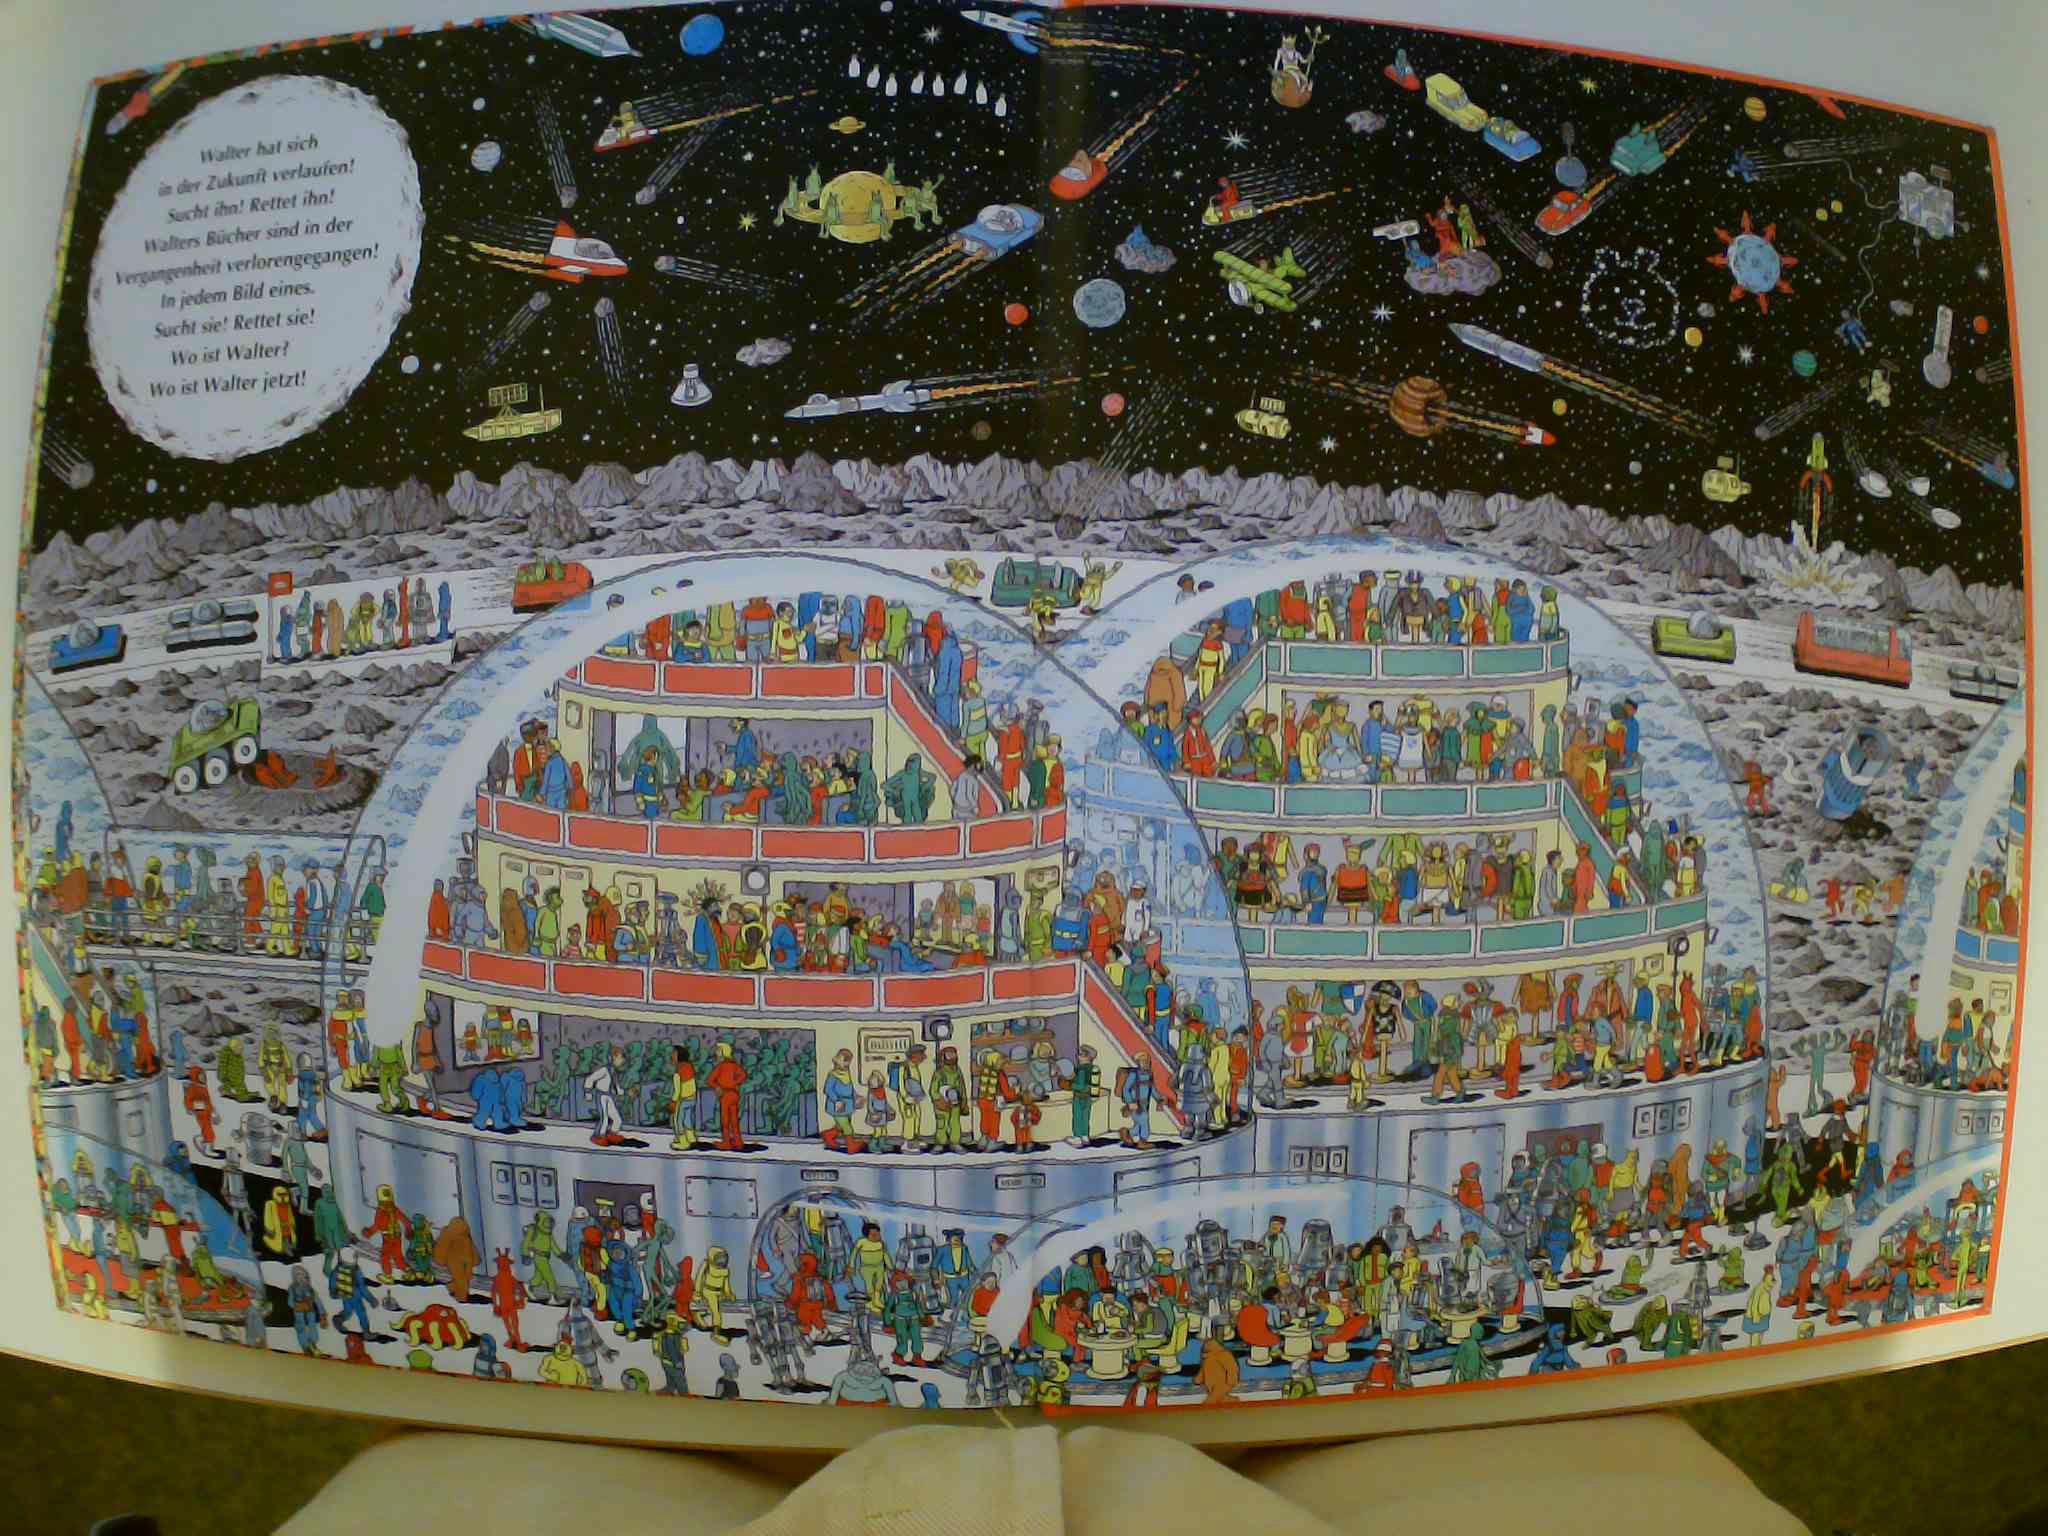 Walter hat sich
in der Zukunft verlaufen!
Sucht ihn! Rettet ihn!
Walters Bücher sind in der
Vergangenheit verlorengegangen!
In jedem Bild eines.
Sucht sie! Rettet sie!
Wo ist Walter?
Wo ist Walter jetzt!